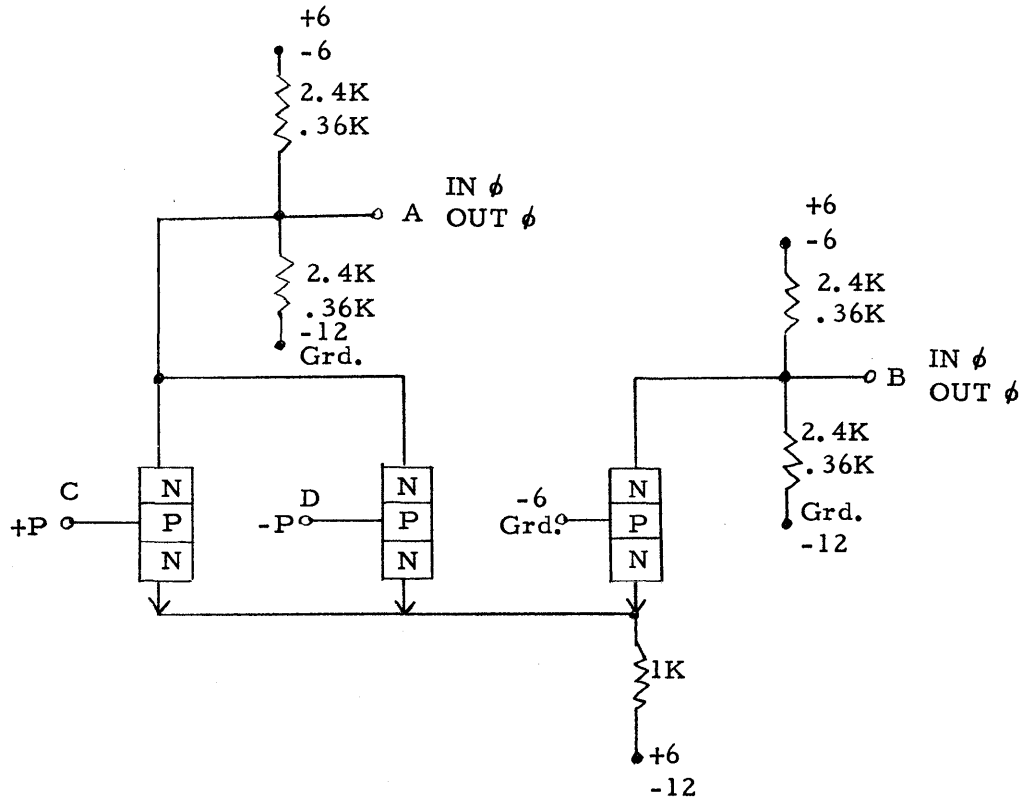 +6
-6
2.4K
.36K
A
IN ϕ
OUT ϕ
2.4K
.36K
-12
Grd.
+6
-6
2.4K
.36K
B
IN ϕ
OUT ϕ
2.4K
.36K
Grd.
-12
C
+P
N
P
N
D
-P
N
P
N
-6
Grd.
N
P
N
1K
+6
-12